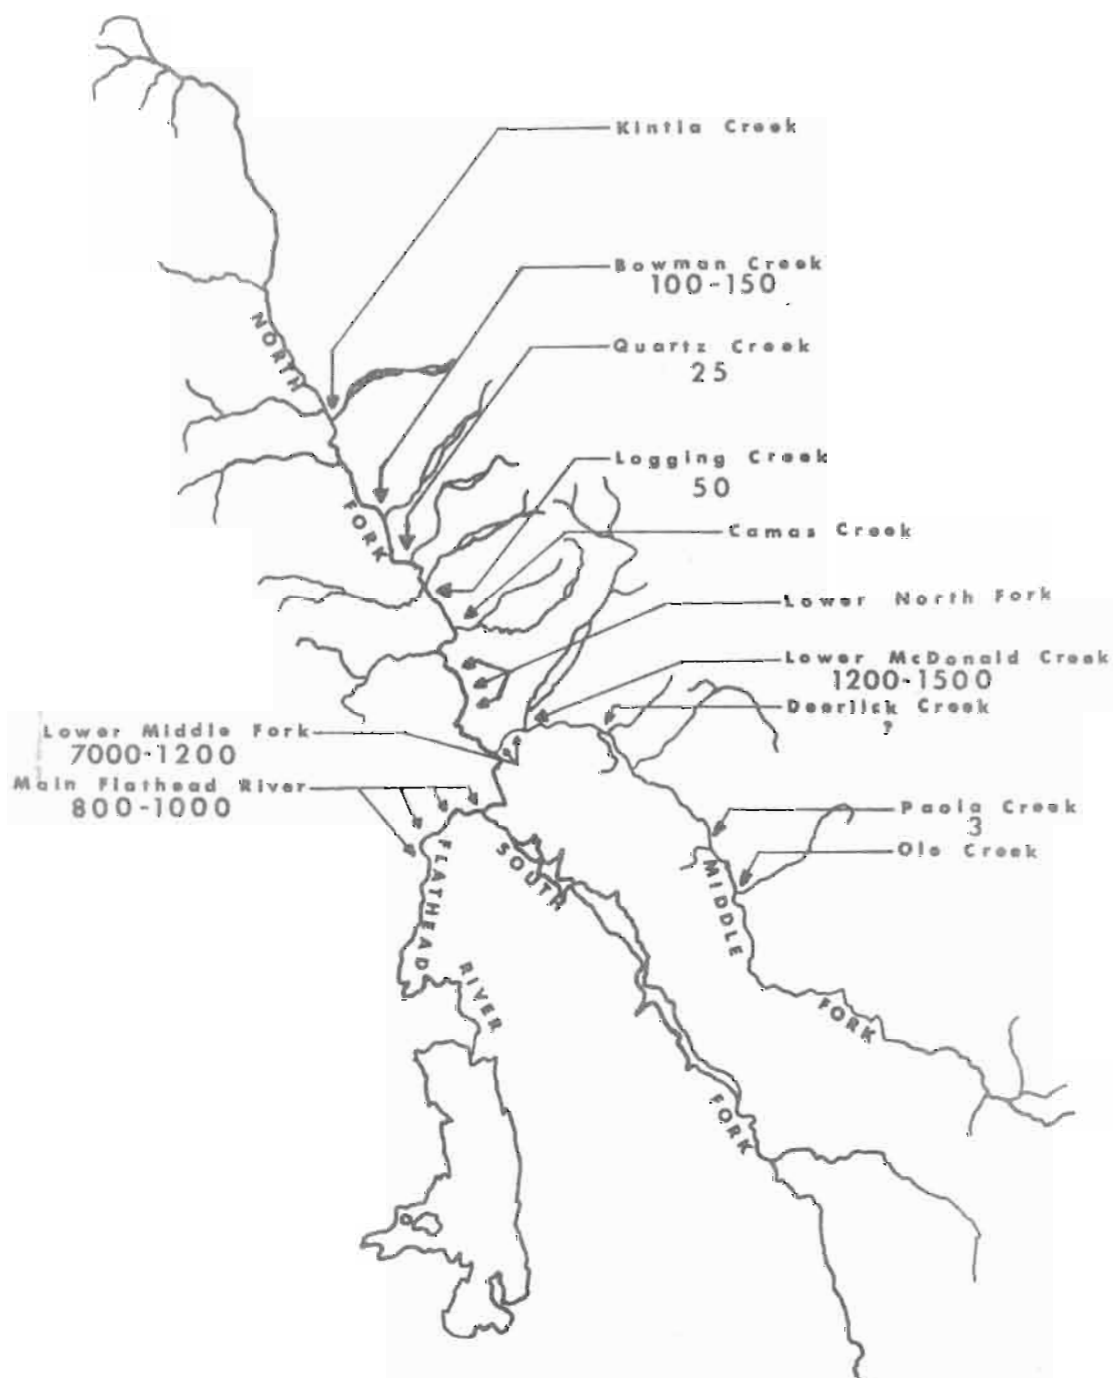 Kintla Creek
Bowman Creek
100-150
Quartz Creek
25
Logging Creek
50
Camas Creek
Lower North Fork
Lower McDonald Creek
1200-1500
Deerlick Creek
?
Lower Middle Fork
7000-1200
Main Flathead River
800-1000
Paola Creek
3
Ole Creek
NORTH
FORK
FLATHEAD
RIVER
SOUTH
FORK
MIDDLE
FORK